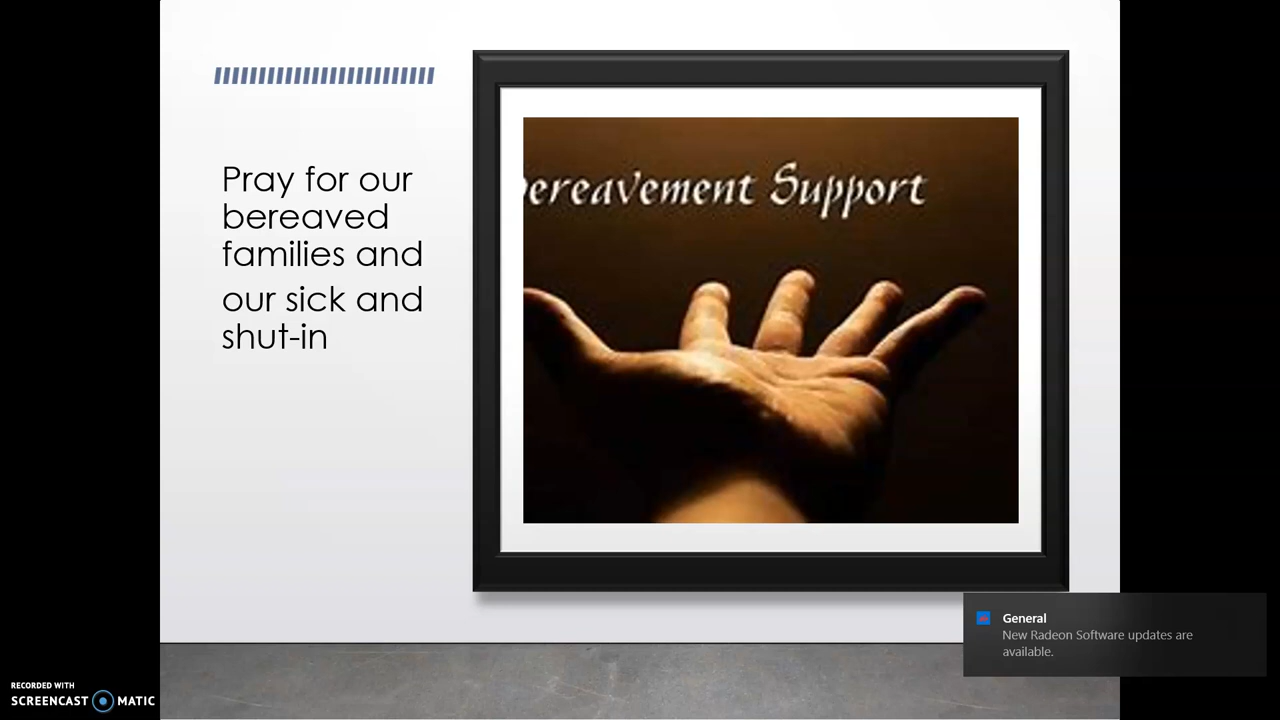 Pray for our
bereaved
families and
our sick and
shut-in
ereavement Support
General
New Radeon Software updates are
available.
RECORDED WITH
SCREENCAST MATIC